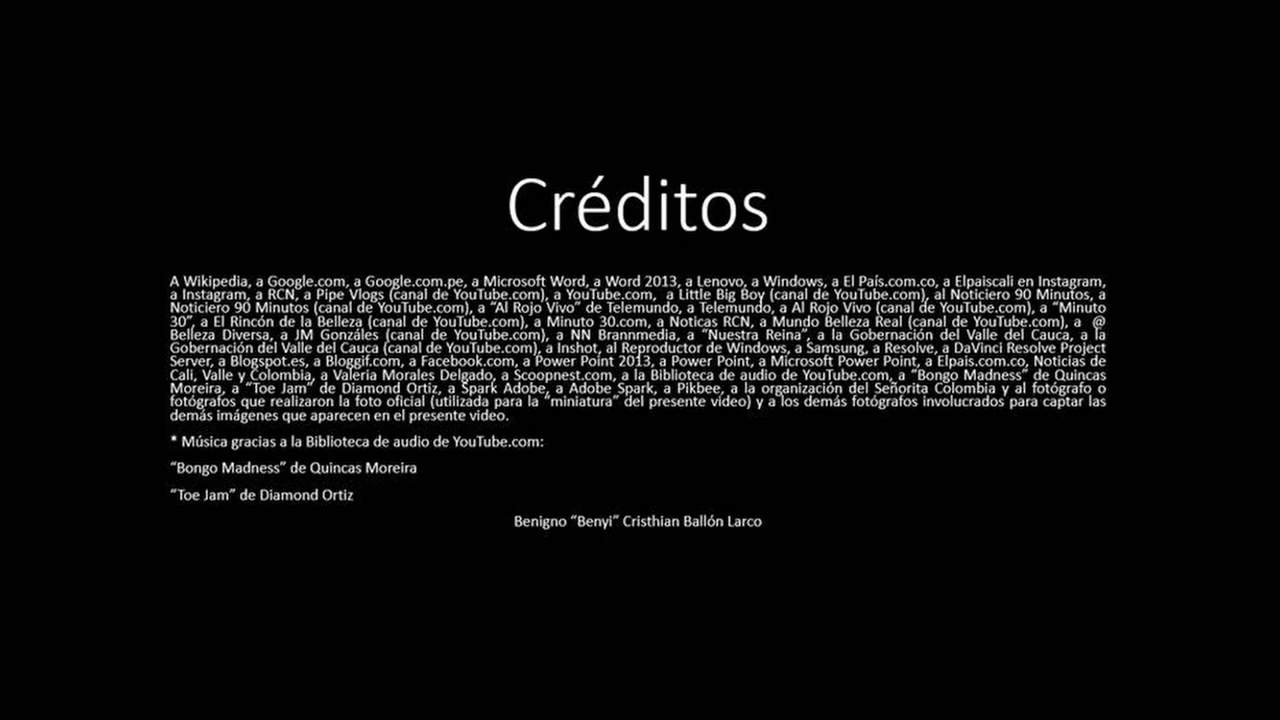 Créditos
A Wikipedia, a Google.com, a Google.com.pe, a Microsoft Word, a Word 2013, a Lenovo, a Windows, a El País.com.co, a Elpaiscali en Instagram,
a Instagram, a RCN, a Pipe Vlogs (canal de YouTube.com), a YouTube.com, a Little Big Boy (canal de YouTube.com), al Noticiero 90 Minutos, a
Noticiero 90 Minutos (canal de YouTube.com), a “Al Rojo Vivo” de Telemundo, a Telemundo, a Al Rojo Vivo (canal de YouTube.com), a “Minuto
30”, a El Rincón de la Belleza (canal de YouTube.com), a Minuto 30.com, a Noticas RCN, a Mundo Belleza Real (canal de YouTube.com), a @
Belleza Diversa, a JM Gonzáles (canal de YouTube.com), a NN Brannmedia, a “Nuestra Reina”, a la Gobernación del Valle del Cauca, a la
Gobernación del Valle del Cauca (canal de YouTube.com), a Inshot, al Reproductor de Windows, a Samsung, a Resolve, a DaVinci Resolve Project
Server, a Blogspot.es, a Bloggif.com, a Facebook.com, a Power Point 2013, a Power Point, a Microsoft Power Point, a Elpaís.com.co, Noticias de
Cali, Valle y Colombia, a Valeria Morales Delgado, a Scoopnest.com, a la Biblioteca de audio de YouTube.com, a “Bongo Madness” de Quincas
Moreira, a “Toe Jam” de Diamond Ortiz, a Spark Adobe, a Adobe Spark, a Pikbee, a la organización del Señorita Colombia y al fotógrafo o
fotógrafos que realizaron la foto oficial (utilizada para la “miniatura” del presente video) y a los demás fotógrafos involucrados para captar las
demás imágenes que aparecen en el presente video.
* Música gracias a la Biblioteca de audio de YouTube.com:
“Bongo Madness” de Quincas Moreira
“Toe Jam” de Diamond Ortiz
Benigno “Benyi” Cristhian Ballón Larco